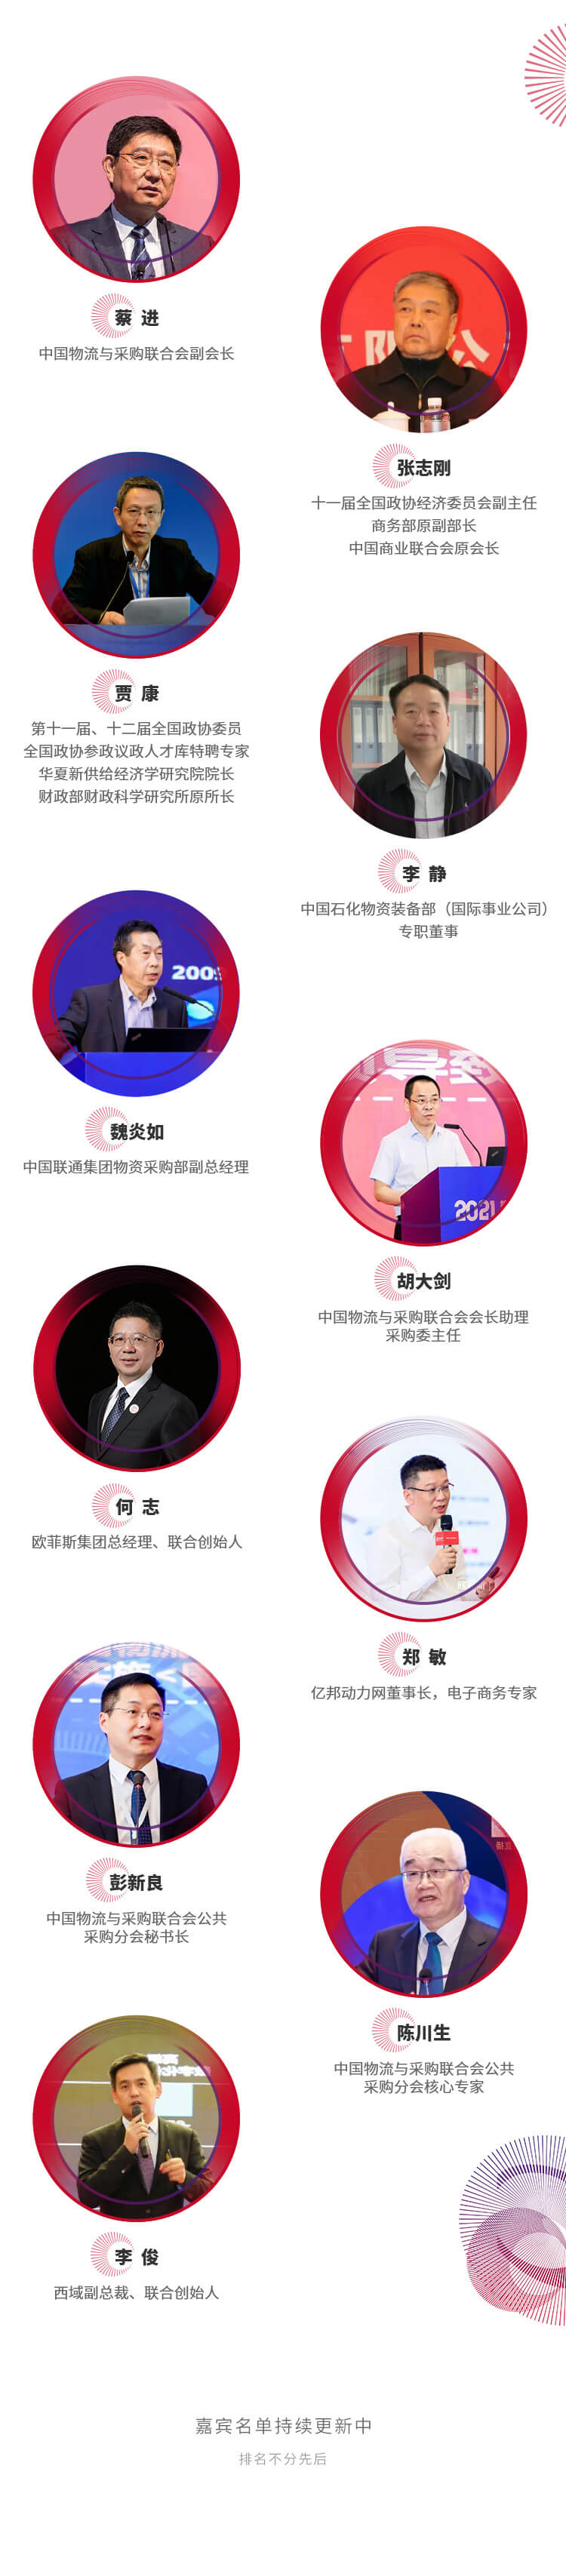 蔡 进
中国物流与采购联合会副会长
张志刚
十一届全国政协经济委员会副主任
商务部原副部长
中国商业联合会原会长
贾 康
第十一届、十二届全国政协委员
全国政协参政议政人才库特聘专家
华夏新供给经济学研究院院长
财政部财政科学研究所原所长
李 静
中国石化物资装备部（国际事业公司）
专职董事
2009
魏炎如
中国联通集团物资采购部副总经理
2021
胡大剑
中国物流与采购联合会会长助理
采购委主任
何 志
欧菲斯集团总经理、联合创始人
郑 敏
亿邦动力网董事长，电子商务专家
彭新良
中国物流与采购联合会公共
采购分会秘书长
陈川生
中国物流与采购联合会公共
采购分会核心专家
李 俊
西域副总裁、联合创始人
嘉宾名单持续更新中
排名不分先后